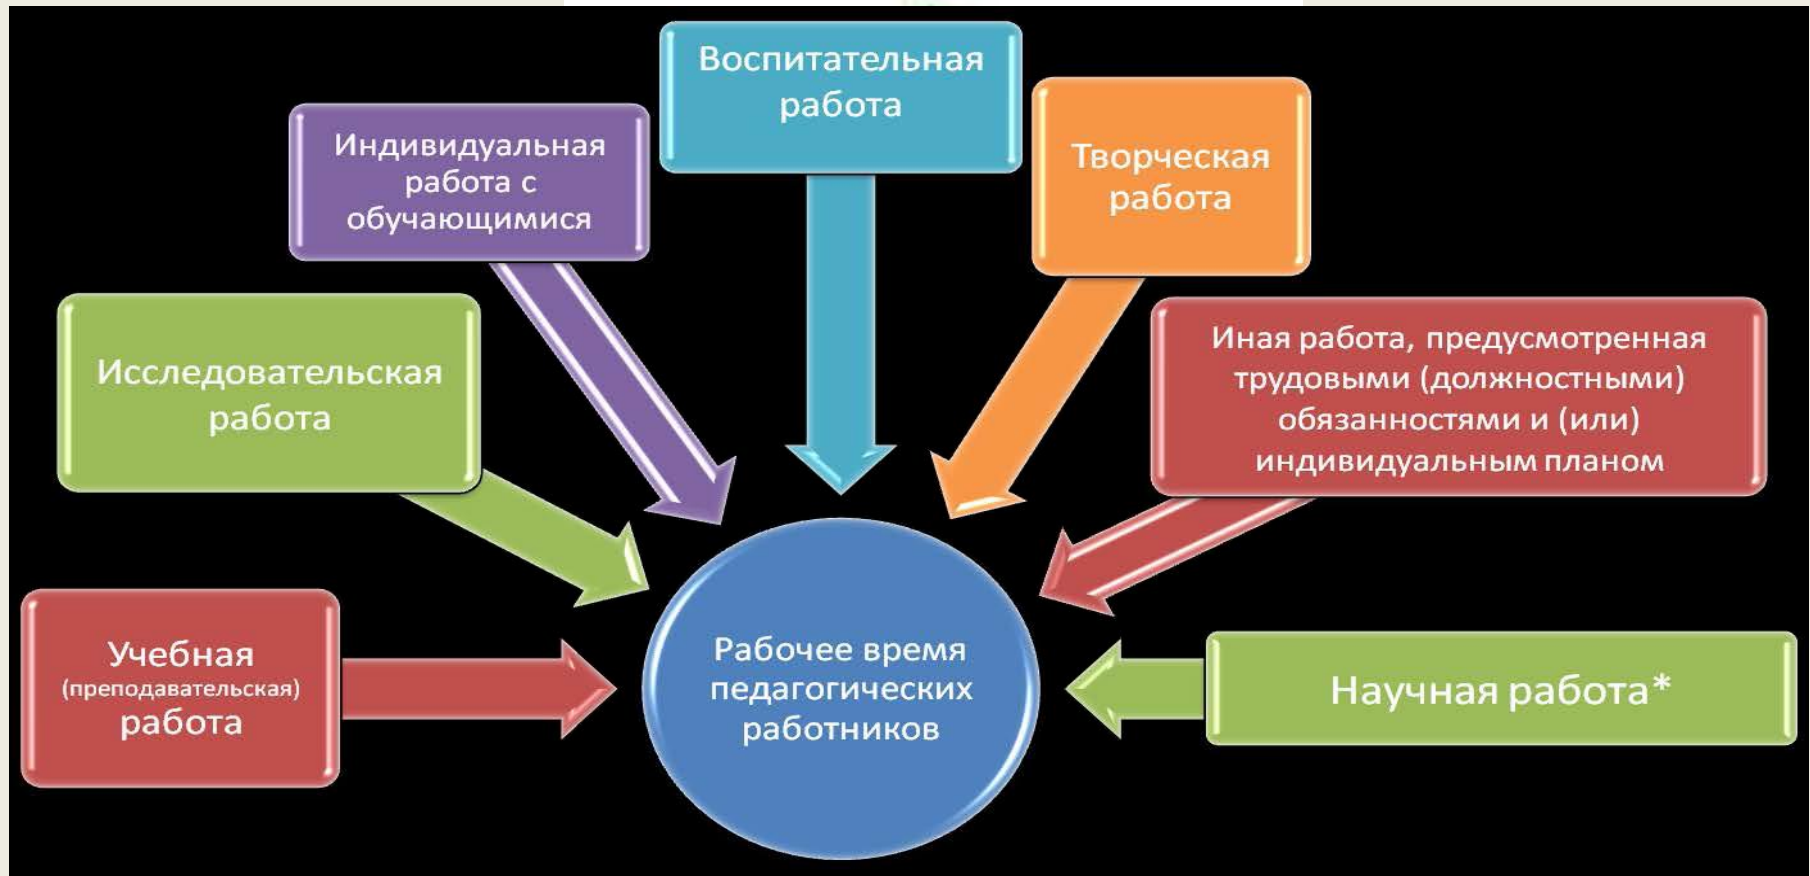 Воспитательная
работа
Индивидуальная
работа с
обучающимися
Творческая
работа
Исследовательская
работа
Иная работа, предусмотренная
трудовыми (должностными)
обязанностями и (или)
индивидуальным планом
Учебная
(преподавательская)
работа
Рабочее время
педагогических
работников
Научная работа*